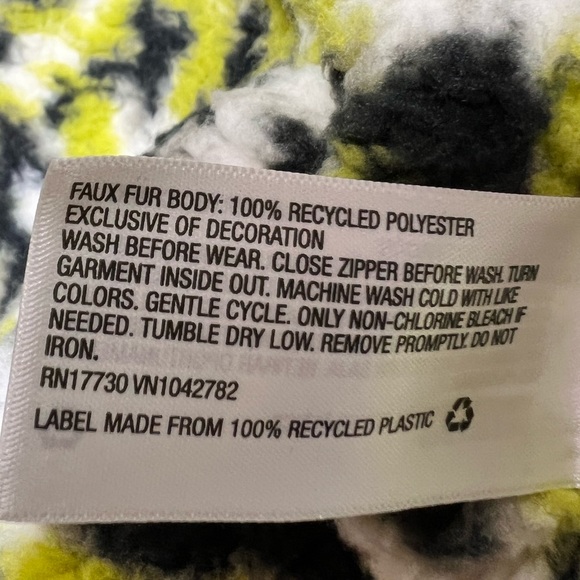 FAUX FUR BODY: 100% RECYCLED POLYESTER
EXCLUSIVE OF DECORATION
WASH BEFORE WEAR. CLOSE ZIPPER BEFORE WASH. TURN
GARMENT INSIDE OUT. MACHINE WASH COLD WITH LIKE
COLORS. GENTLE CYCLE. ONLY NON-CHLORINE BLEACH IF
NEEDED. TUMBLE DRY LOW. REMOVE PROMPTLY. DO NOT
IRON.
RN17730 VN1042782
LABEL MADE FROM 100% RECYCLED PLASTIC